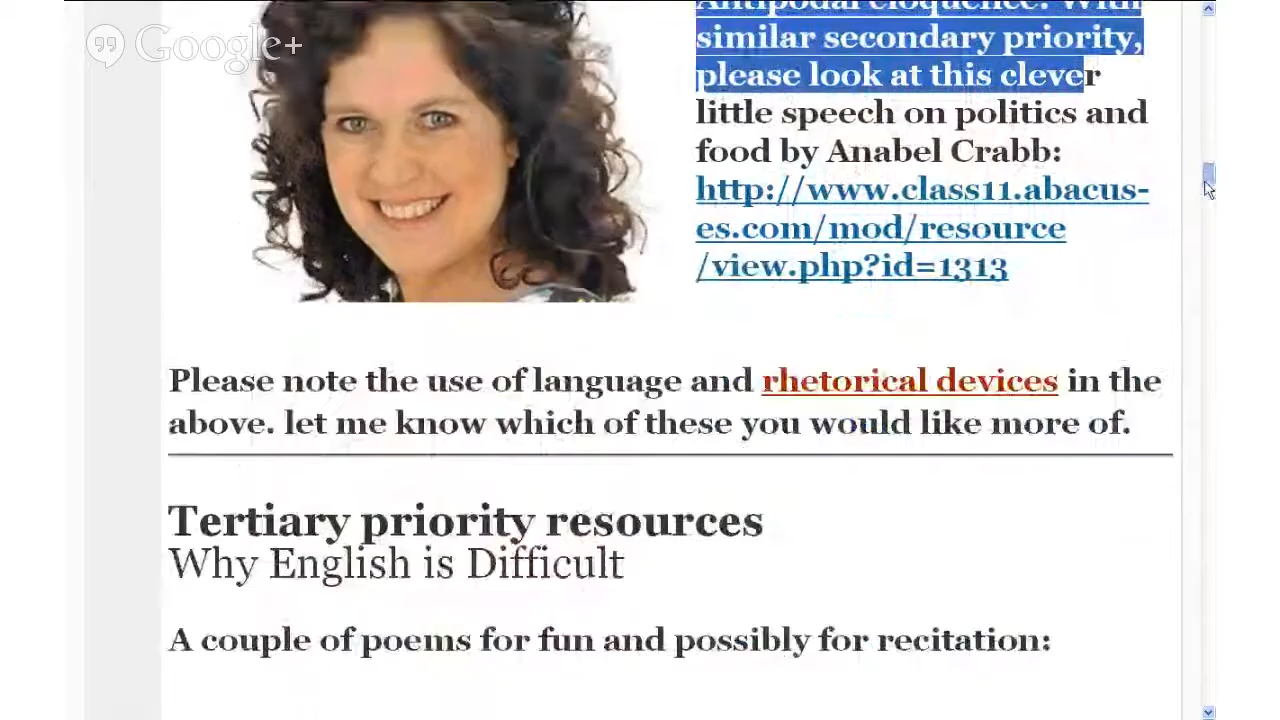 Google+
Antipodal eloquence. With
similar secondary priority,
please look at this clever
little speech on politics and
food by Anabel Crabb:
http://www.class11.abacus-
es.com/mod/resource
/view.php?id=1313
Please note the use of language and rhetorical devices in the
above. let me know which of these you would like more of.
Tertiary priority resources
Why English is Difficult
A couple of poems for fun and possibly for recitation: